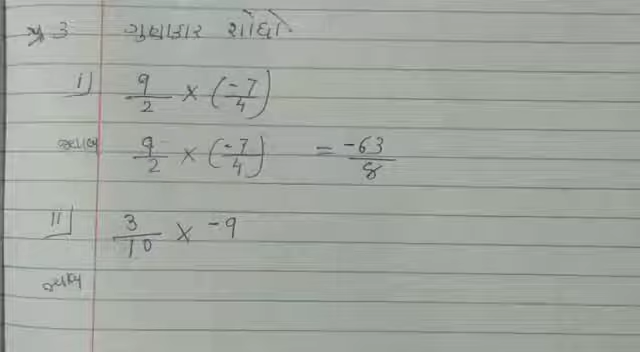 પ્ર 3 ગુણાકાર શોધો.
i] 9/2 × (-7/4)
જવાબ 9/2 × (-7/4) = -63/8
ii] 3/10 × -9
જવાબ